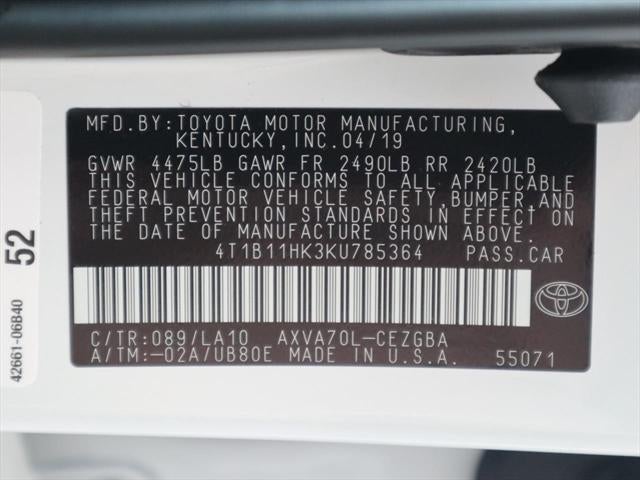 MFD.BY:TOYOTA MOTOR MANUFACTURING,
KENTUCKY,INC.04/19
GVWR 4475LB GAWR FR 2490LB RR 2420LB
THIS VEHICLE CONFORMS TO ALL APPLICABLE
FEDERAL MOTOR VEHICLE SAFETY,BUMPER,AND
THEFT PREVENTION STANDARDS IN EFFECT ON
THE DATE OF MANUFACTURE SHOWN ABOVE.
4T1B11HK3KU785364 PASS.CAR
C/TR:089/LA10 AXVA70L-CEZGBA
A/TM:-02A/UB80E MADE IN U.S.A. 55071
42661-06B40
52